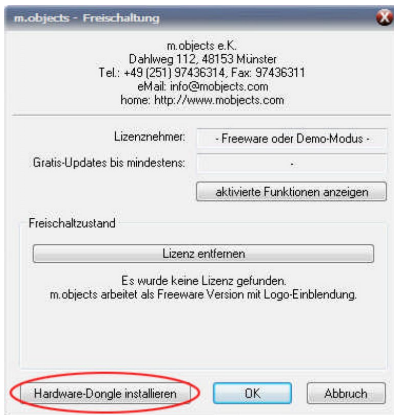 m.objects - Freischaltung
m.objects e.K.
Dahlweg 112, 48153 Münster
Tel.: +49 (251) 97436314, Fax: 97436311
eMail: info@mobjects.com
home: http://www.mobjects.com
Lizenznehmer: - Freeware oder Demo-Modus -
Gratis-Updates bis mindestens: -
aktivierte Funktionen anzeigen
Freischaltzustand
Lizenz entfernen
Es wurde keine Lizenz gefunden.
m.objects arbeitet als Freeware Version mit Logo-Einblendung.
Hardware-Dongle installieren OK Abbruch